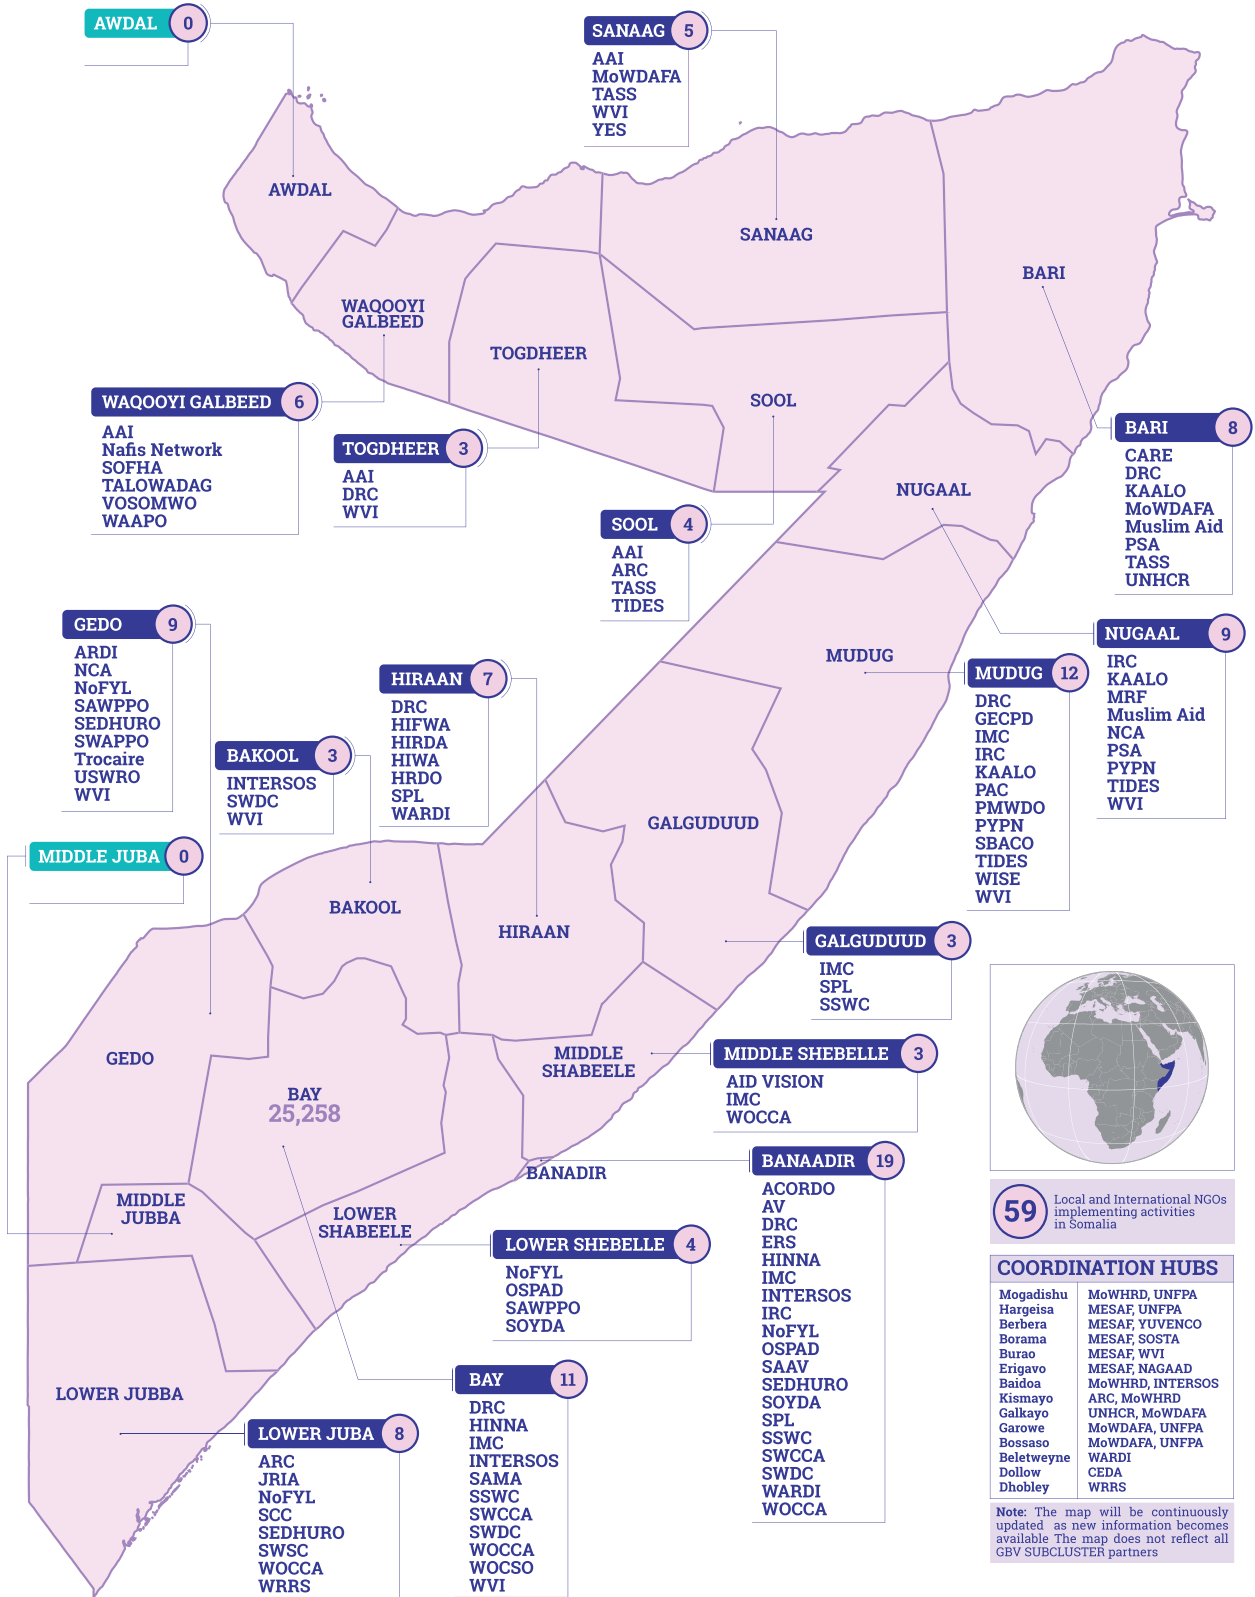 AWDAL 0
SANAAG 5
AAI
MoWDAFA
TASS
WVI
YES
AWDAL
SANAAG
BARI
WAQOOYI
GALBEED
TOGDHEER
SOOL
NUGAAL
WAQOOYI GALBEED 6
AAI
Nafis Network
SOFHA
TALOWADAG
VOSOMWO
WAAPO
TOGDHEER 3
AAI
DRC
WVI
SOOL 4
AAI
ARC
TASS
TIDES
BARI 8
CARE
DRC
KAALO
MoWDAFA
Muslim Aid
PSA
TASS
UNHCR
GEDO 9
ARDI
NCA
NoFYL
SAWPPO
SEDHURO
SWAPPO
Trocaire
USWRO
WVI
HIRAAN 7
DRC
HIFWA
HIRDA
HIWA
HRDO
SPL
WARDI
BAKOOL 3
INTERSOS
SWDC
WVI
MUDUG
MUDUG 12
DRC
GECPD
IMC
IRC
KAALO
PAC
PMWDO
PYPN
SBACO
TIDES
WISE
WVI
NUGAAL 9
IRC
KAALO
MRF
Muslim Aid
NCA
PSA
PYPN
TIDES
WVI
MIDDLE JUBA 0
GALGUDUUD
BAKOOL
HIRAAN
GALGUDUUD 3
IMC
SPL
SSWC
GEDO
MIDDLE
SHABEELE
MIDDLE SHEBELLE 3
AID VISION
IMC
WOCCA
BAY
25,258
BANADIR
BANAADIR 19
ACORDO
AV
DRC
ERS
HINNA
IMC
INTERSOS
IRC
NoFYL
OSPAD
SAAV
SEDHURO
SOYDA
SPL
SSWC
SWCCA
SWDC
WARDI
WOCCA
MIDDLE
JUBBA
LOWER
SHABEELE
LOWER SHEBELLE 4
NoFYL
OSPAD
SAWPPO
SOYDA
LOWER JUBBA
BAY 11
DRC
HINNA
IMC
INTERSOS
SAMA
SSWC
SWCCA
SWDC
WOCCA
WOCSO
WVI
LOWER JUBA 8
ARC
JRIA
NoFYL
SCC
SEDHURO
SWSC
WOCCA
WRRS
59
Local and International NGOs
implementing activities
in Somalia
COORDINATION HUBS
Mogadishu MoWHRD, UNFPA
Hargeisa MESAF, UNFPA
Berbera MESAF, YUVENCO
Borama MESAF, SOSTA
Burao MESAF, WVI
Erigavo MESAF, NAGAAD
Baidoa MoWHRD, INTERSOS
Kismayo ARC, MoWHRD
Galkayo UNHCR, MoWDAFA
Garowe MoWDAFA, UNFPA
Bossaso MoWDAFA, UNFPA
Beletweyne WARDI
Dollow CEDA
Dhobley WRRS
Note: The map will be continuously
updated as new information becomes
available The map does not reflect all
GBV SUBCLUSTER partners